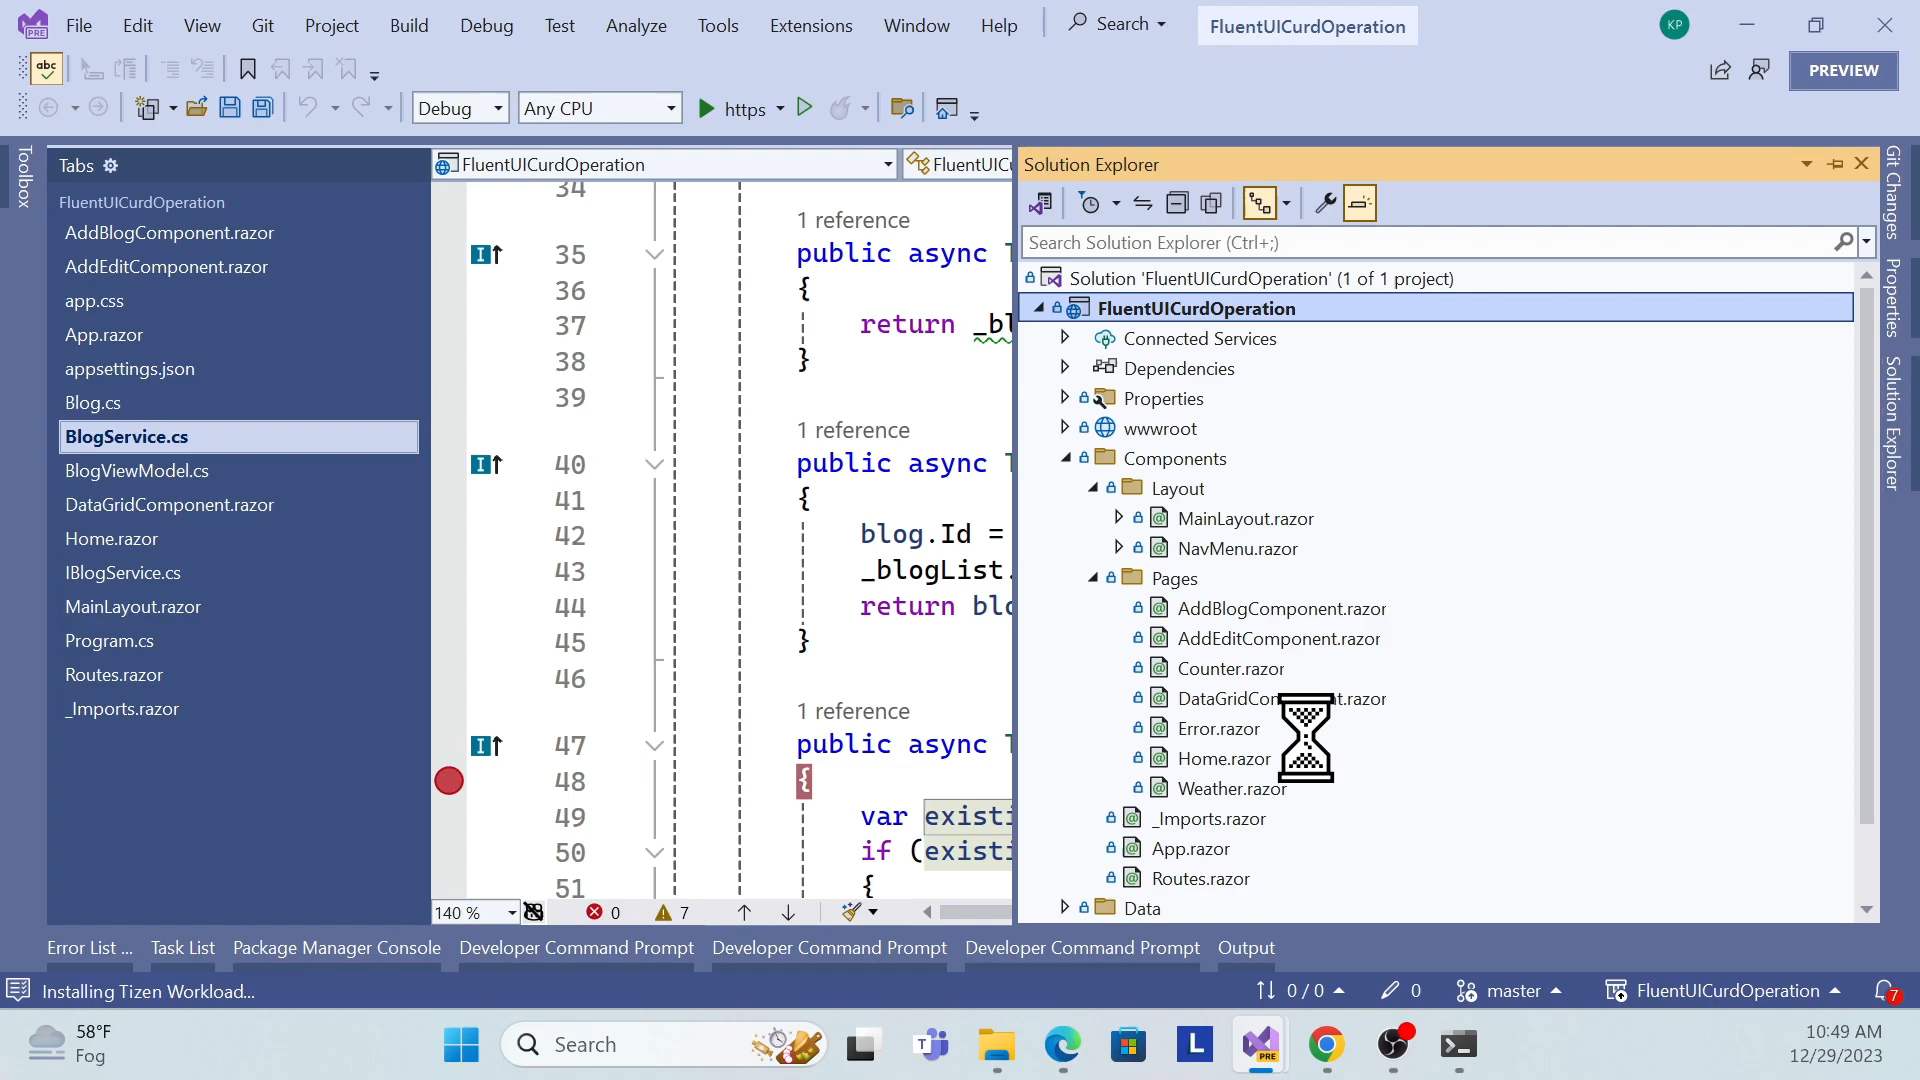 File Edit View Git Project Build Debug Test Analyze Tools Extensions Window Help Search FluentUICurdOperation KP
PRE
abc
PREVIEW
Debug Any CPU https
Toolbox
Tabs
FluentUICurdOperation
AddBlogComponent.razor
AddEditComponent.razor
app.css
App.razor
appsettings.json
Blog.cs
BlogService.cs
BlogViewModel.cs
DataGridComponent.razor
Home.razor
IBlogService.cs
MainLayout.razor
Program.cs
Routes.razor
_Imports.razor
FluentUICurdOperation
34
1 reference
35 public async
36 {
37 return
38 }
39
1 reference
40 public async
41 {
42 blog.Id =
43 _blogList.
44 return
45 }
46
1 reference
47 public async
48 {
49 var
50 if (
51 {
140 % 0 7
Solution Explorer
Search Solution Explorer (Ctrl+;)
Solution 'FluentUICurdOperation' (1 of 1 project)
FluentUICurdOperation
Connected Services
Dependencies
Properties
wwwroot
Components
Layout
MainLayout.razor
NavMenu.razor
Pages
AddBlogComponent.razor
AddEditComponent.razor
Counter.razor
Error.razor
Home.razor
Weather.razor
_Imports.razor
App.razor
Routes.razor
Data
Git Changes
Properties
Solution Explorer
Error List ... Task List Package Manager Console Developer Command Prompt Developer Command Prompt Developer Command Prompt Output
Installing Tizen Workload... 0 / 0 0 master FluentUICurdOperation 7
58°F
Fog
Search
L
PRE
10:49 AM
12/29/2023